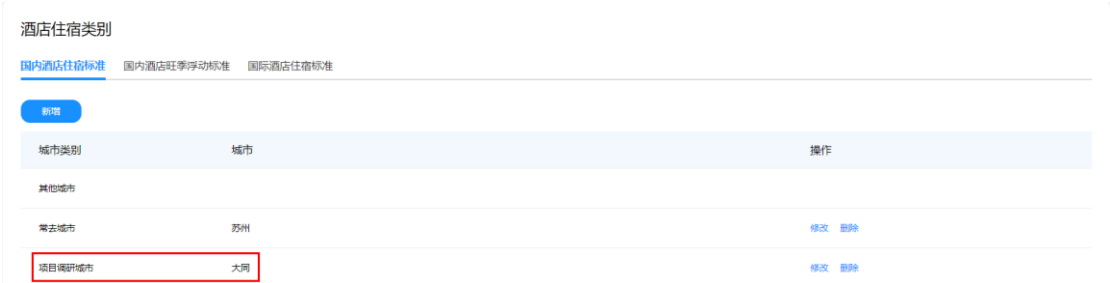 酒店住宿类别
国内酒店住宿标准 国内酒店旺季浮动标准 国际酒店住宿标准
新增
城市类别 城市 操作
其他城市
常去城市 苏州 修改 删除
项目调研城市 大同 修改 删除